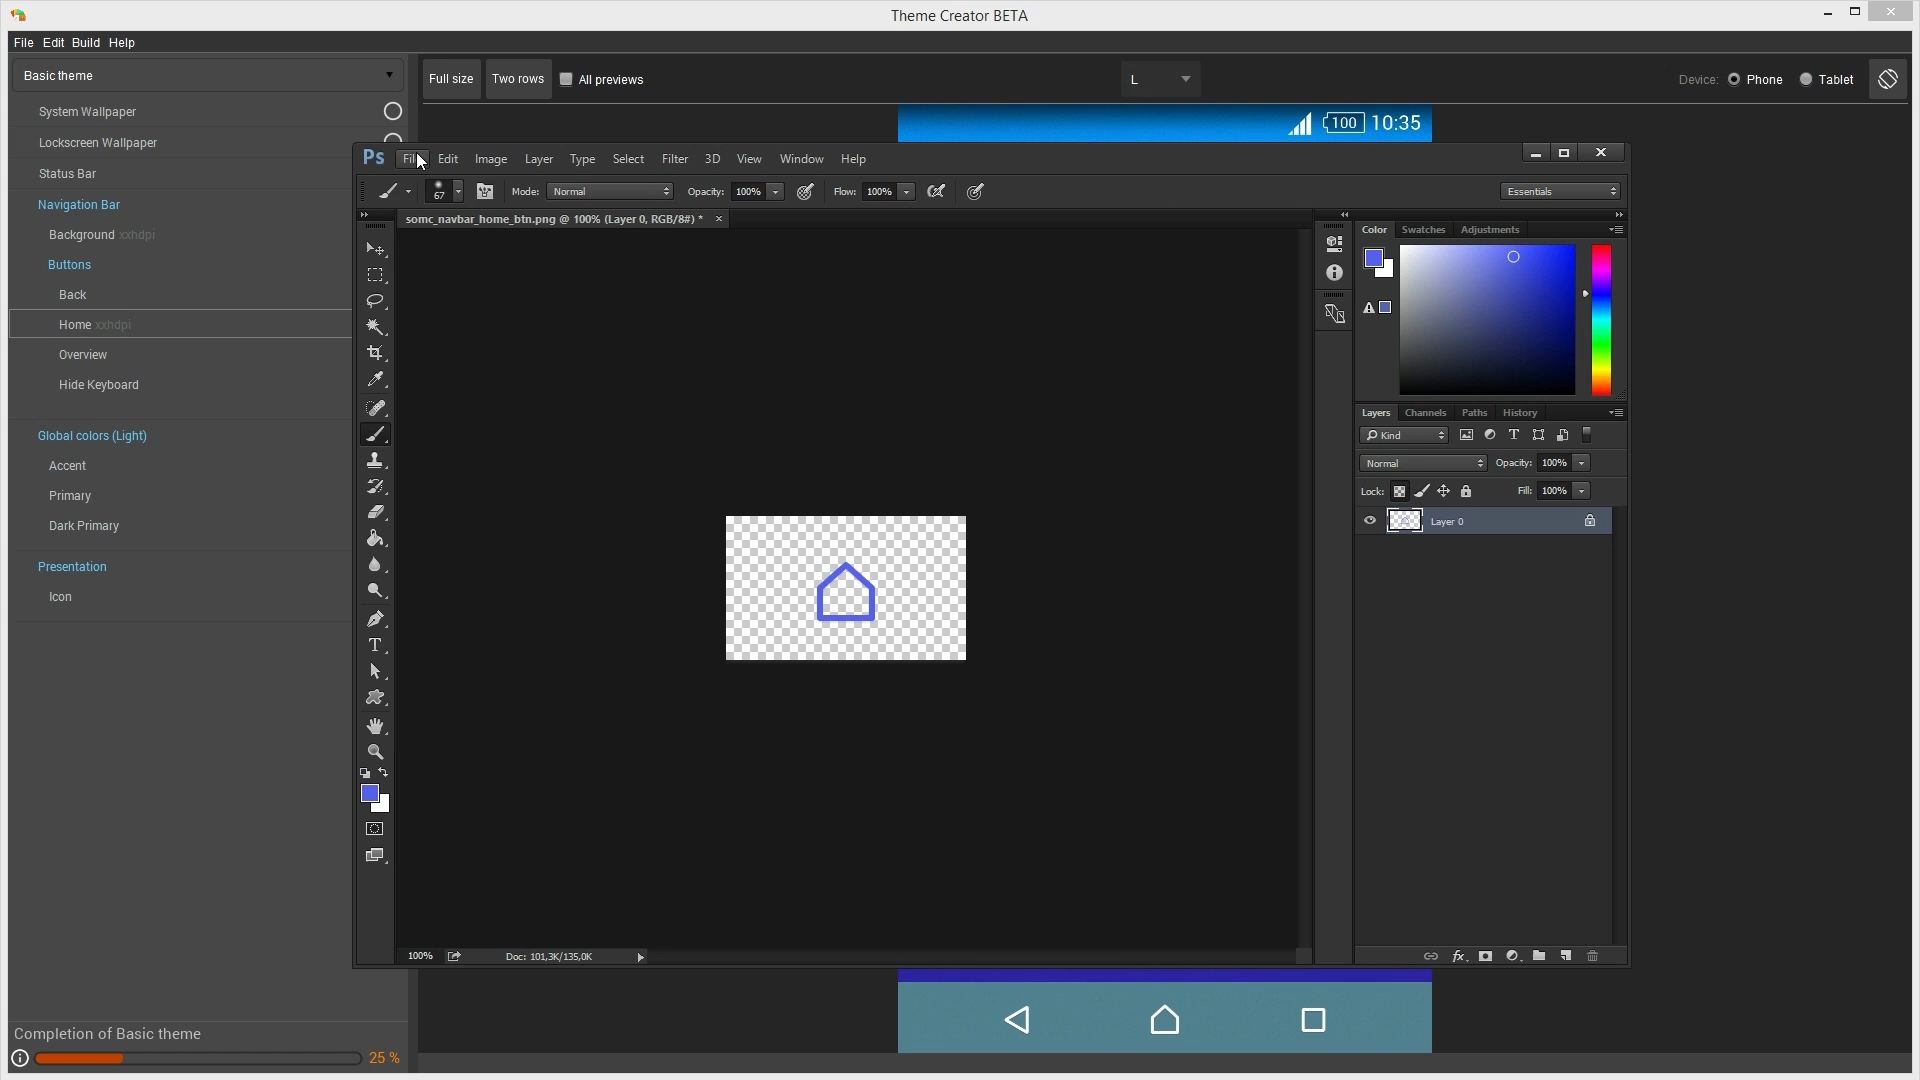 Theme Creator BETA
File Edit Build Help
Basic theme
Full size Two rows All previews
L
Device: Phone Tablet
System Wallpaper
Lockscreen Wallpaper
Status Bar
Navigation Bar
Background xxhdpi
Buttons
Back
Home xxhdpi
Overview
Hide Keyboard
Global colors (Light)
Accent
Primary
Dark Primary
Presentation
Icon
Completion of Basic theme
25 %
100 10:35
Ps Edit Image Layer Type Select Filter 3D View Window Help
67 Mode: Normal Opacity: 100% Flow: 100% Essentials
somc_navbar_home_btn.png @ 100% (Layer 0, RGB/8#) *
Color Swatches Adjustments
Layers Channels Paths History
Kind
Normal Opacity: 100%
Lock: Fill: 100%
Layer 0
100% Doc: 101,3K/135,0K